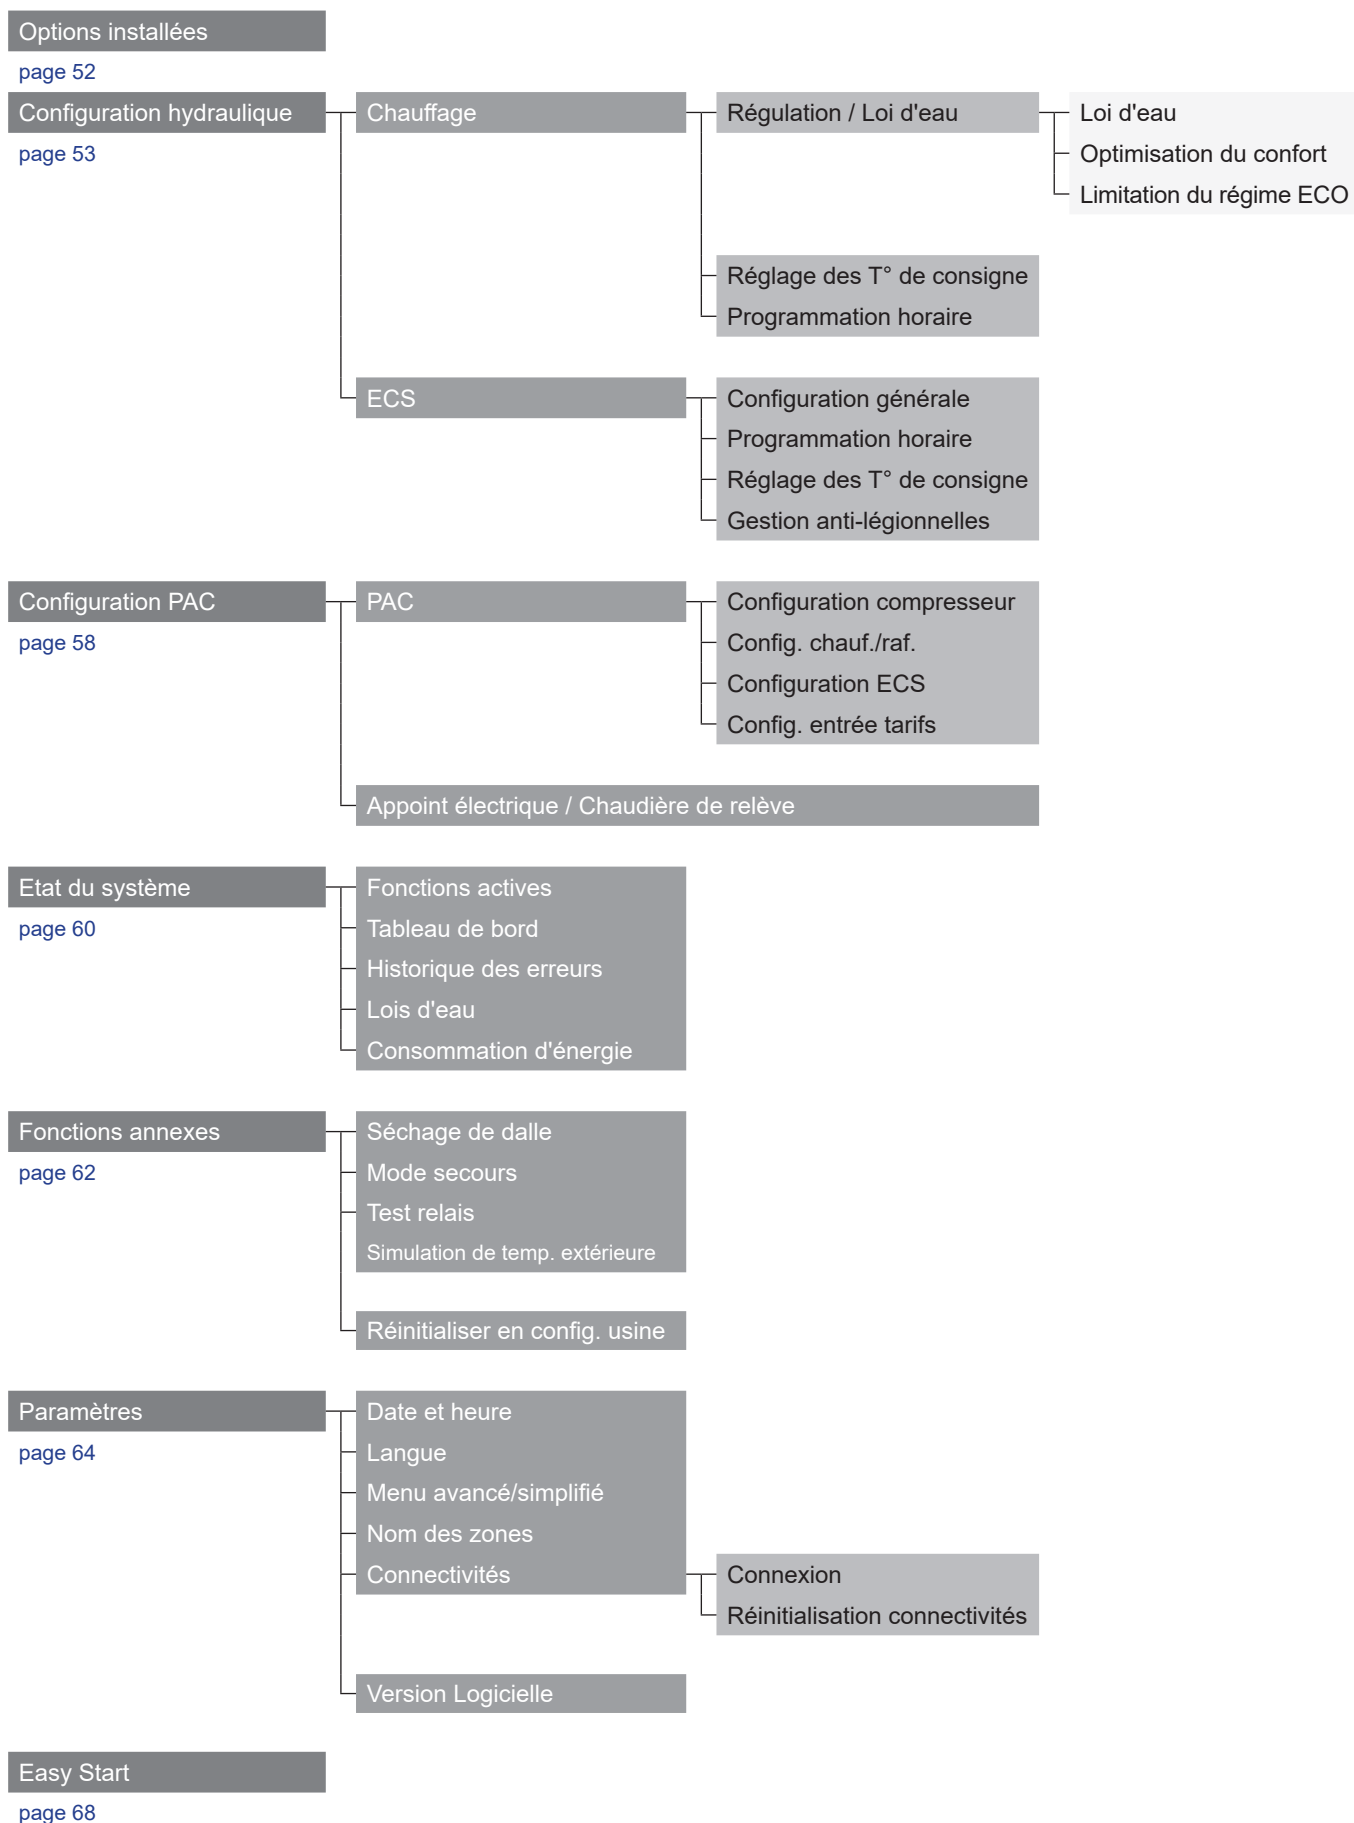 Options installées
page 52
Configuration hydraulique
page 53
Chauffage
Régulation / Loi d'eau
Loi d'eau
Optimisation du confort
Limitation du régime ECO
Réglage des T° de consigne
Programmation horaire
ECS
Configuration générale
Programmation horaire
Réglage des T° de consigne
Gestion anti-légionnelles
Configuration PAC
page 58
PAC
Configuration compresseur
Config. chauf./raf.
Configuration ECS
Config. entrée tarifs
Appoint électrique / Chaudière de relève
Etat du système
page 60
Fonctions actives
Tableau de bord
Historique des erreurs
Lois d'eau
Consommation d'énergie
Fonctions annexes
page 62
Séchage de dalle
Mode secours
Test relais
Simulation de temp. extérieure
Réinitialiser en config. usine
Paramètres
page 64
Date et heure
Langue
Menu avancé/simplifié
Nom des zones
Connectivités
Connexion
Réinitialisation connectivités
Version Logicielle
Easy Start
page 68